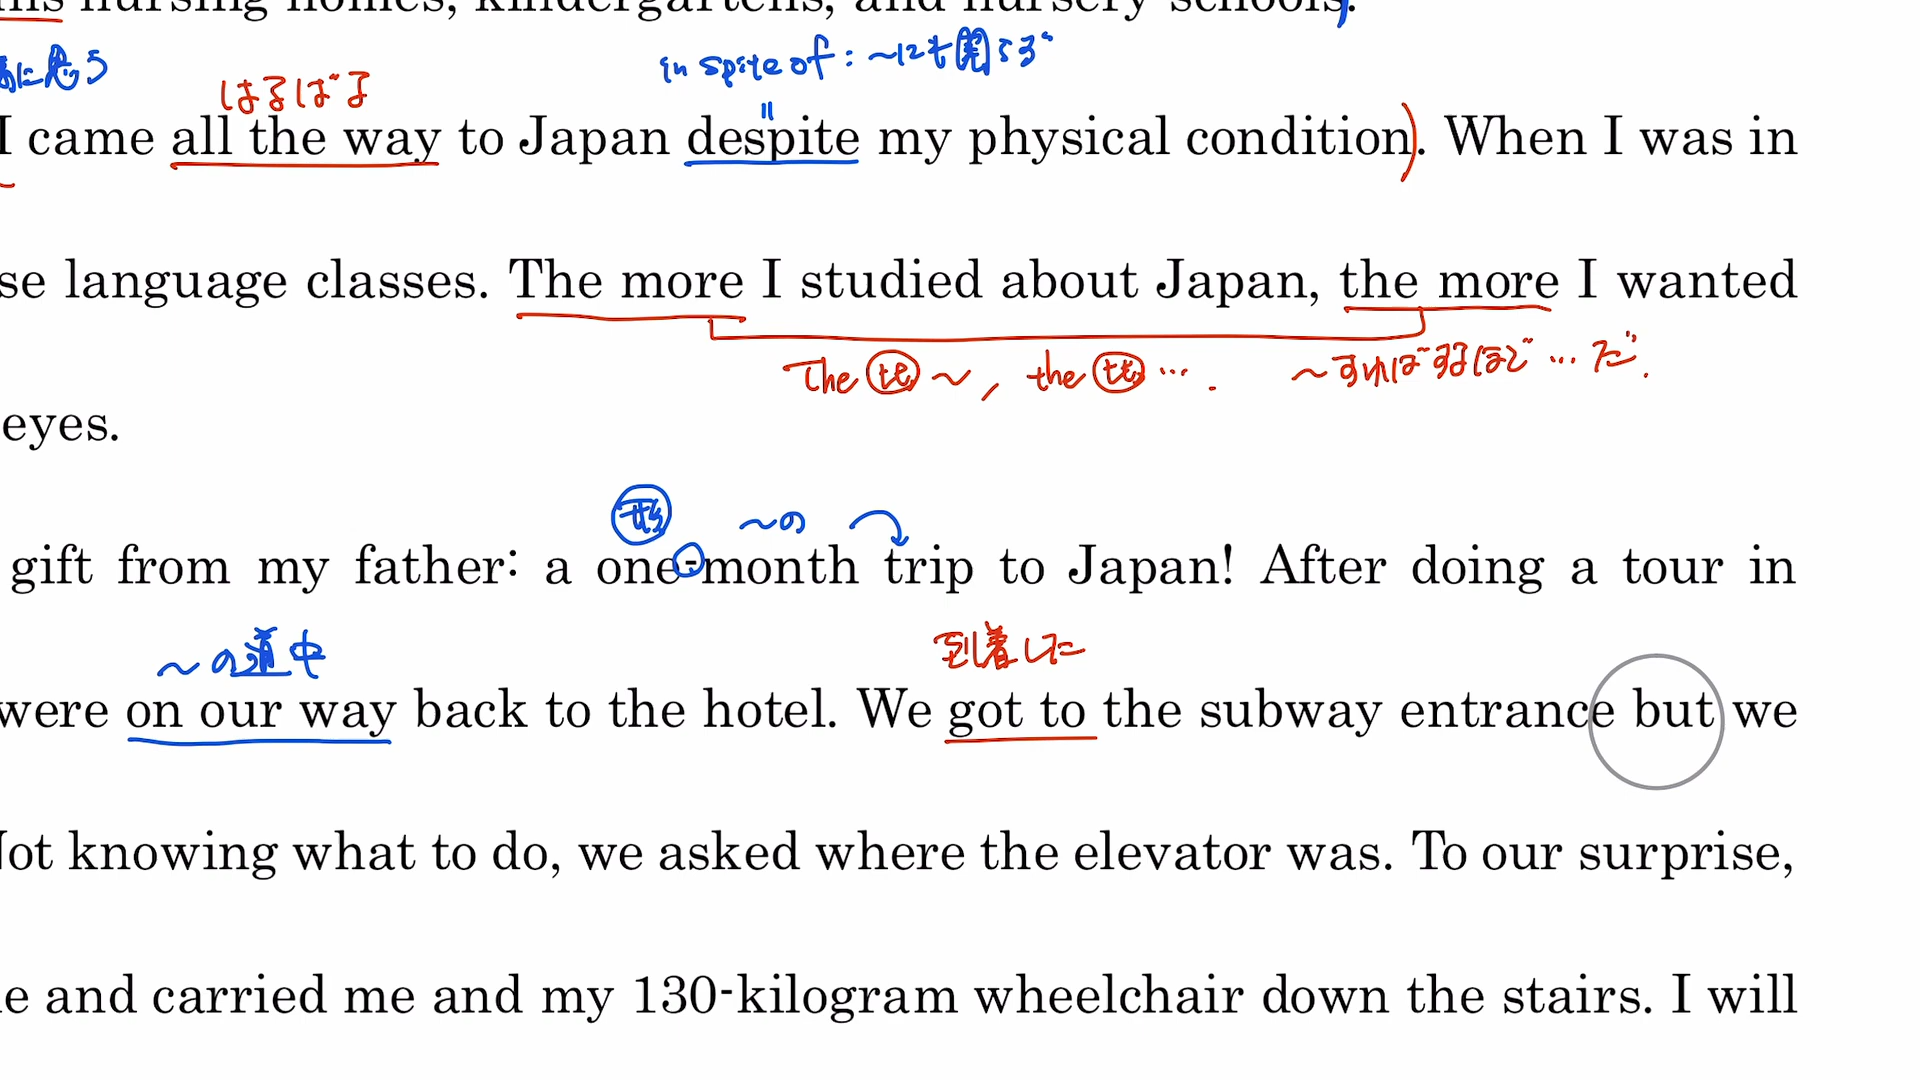 nursing homes, kindergartens, and nursery schools.
に思う はるばる in spite of : ~にも関らず
I came all the way to Japan despite my physical condition). When I was in
se language classes. The more I studied about Japan, the more I wanted
The 比 ~, the 比 …. ~すればするほど…だ.
eyes.
形 ~の
gift from my father: a one-month trip to Japan! After doing a tour in
~の道中 到着した
were on our way back to the hotel. We got to the subway entrance but we
ot knowing what to do, we asked where the elevator was. To our surprise,
e and carried me and my 130-kilogram wheelchair down the stairs. I will